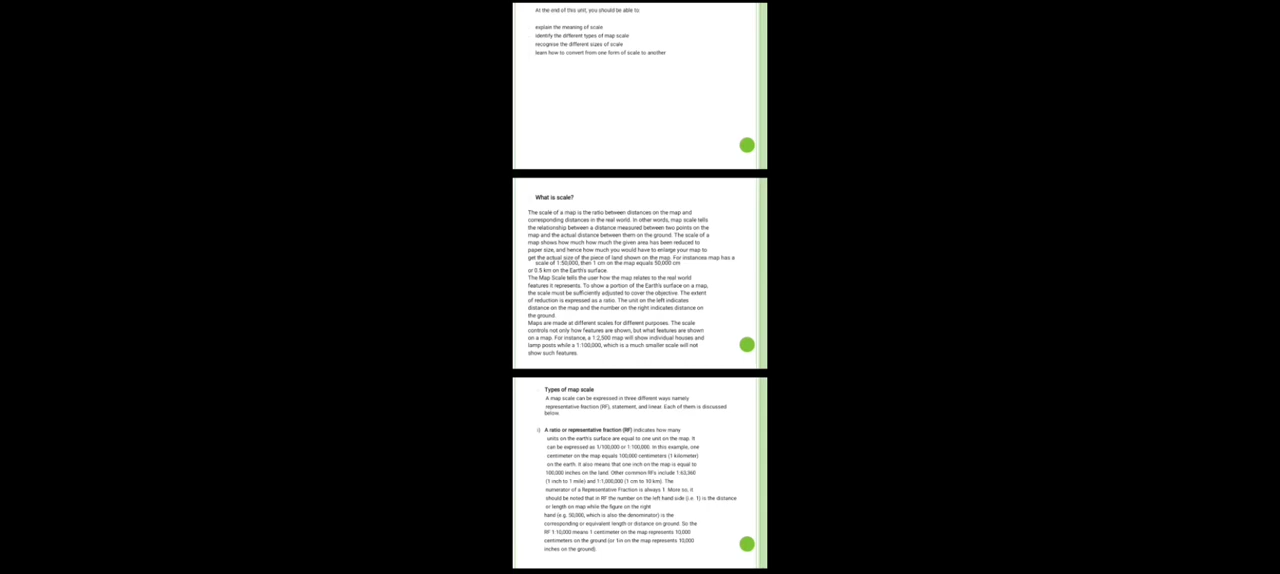 At the end of this unit, you should be able to:
explain the meaning of scale
identify the different types of map scale
recognise the different sizes of scale
learn how to convert from one form of scale to another
What is scale?
The scale of a map is the ratio between distances on the map and
corresponding distances in the real world. In other words, map scale tells
the relationship between a distance measured between two points on the
map and the actual distance between them on the ground. The scale of a
map shows how much how much the given area has been reduced to
paper size, and hence how much you would have to enlarge your map to
get the actual size of the piece of land shown on the map. For instances map has a
scale of 1:50,000, then 1 cm on the map equals 50,000 cm
or 0.5 km on the Earth's surface.
The Map Scale tells the user how the map relates to the real world
features it represents. To show a portion of the Earth's surface on a map,
the scale must be sufficiently adjusted to cover the objective. The extent
of reduction is expressed as a ratio. The unit on the left indicates
distance on the map and the number on the right indicates distance on
the ground.
Maps are made at different scales for different purposes. The scale
controls not only how features are shown, but what features are shown
on a map. For instance, a 1:2,500 map will show individual houses and
lamp posts while a 1:100,000, which is a much smaller scale will not
show such features.
Types of map scale
A map scale can be expressed in three different ways namely
representative fraction (RF), statement, and linear. Each of them is discussed
below
i) A ratio or representative fraction (RF) indicates how many
units on the earth's surface are equal to one unit on the map. It
can be expressed as 1/100,000 or 1:100,000. In this example, one
centimeter on the map equals 100,000 centimeters (1 kilometer)
on the earth. It also means that one inch on the map is equal to
100,000 inches on the land. Other common RFs include 1:63,360
(1 inch to 1 mile) and 1:1,000,000 (1 cm to 10 km). The
numerator of a Representative Fraction is always 1. More so, it
should be noted that in RF the number on the left hand side (i.e. 1) is the distance
or length on map while the figure on the right
hand (e.g. 50,000, which is also the denominator) is the
corresponding or equivalent length or distance on ground. So the
RF 1:10,000 means 1 centimeter on the map represents 10,000
centimeters on the ground (or 1in on the map represents 10,000
inches on the ground).